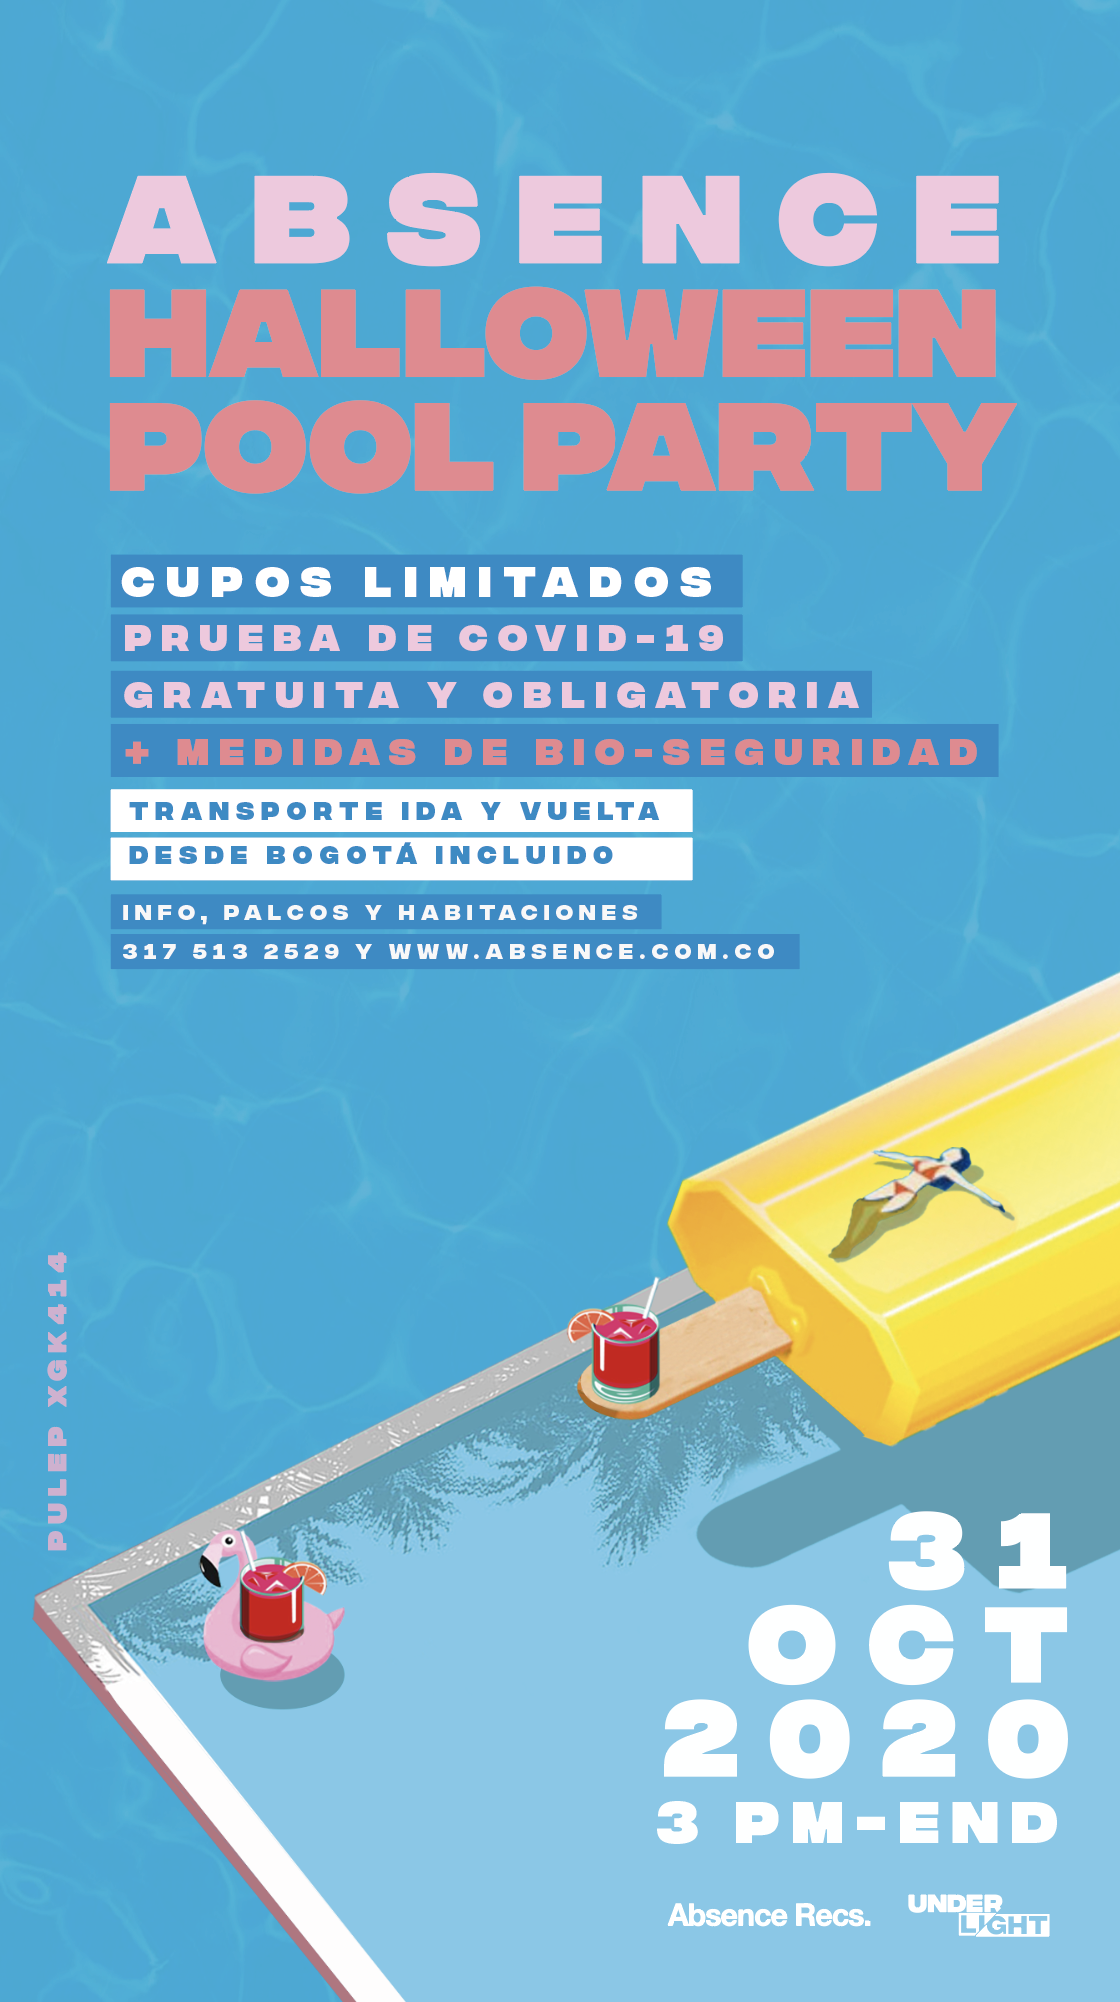 ABSENCE
HALLOWEEN
POOL PARTY
CUPOS LIMITADOS
PRUEBA DE COVID-19
GRATUITA Y OBLIGATORIA
+ MEDIDAS DE BIO-SEGURIDAD
TRANSPORTE IDA Y VUELTA
DESDE BOGOTÁ INCLUIDO
INFO, PALCOS Y HABITACIONES
317 513 2529 Y WWW.ABSENCE.COM.CO
PULEP XGK414
31
OCT
2020
3 PM-END
Absence Recs.
UNDER
LIGHT